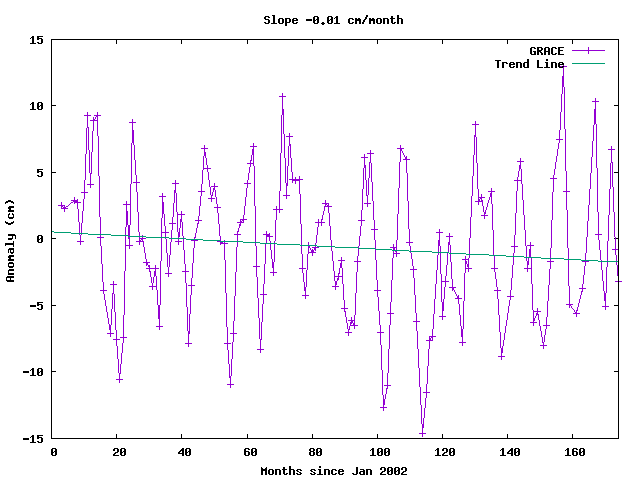 Slope -0.01 cm/month
15
GRACE
Trend Line
10
5
0
-5
-10
-15
Anomaly (cm)
0 20 40 60 80 100 120 140 160
Months since Jan 2002